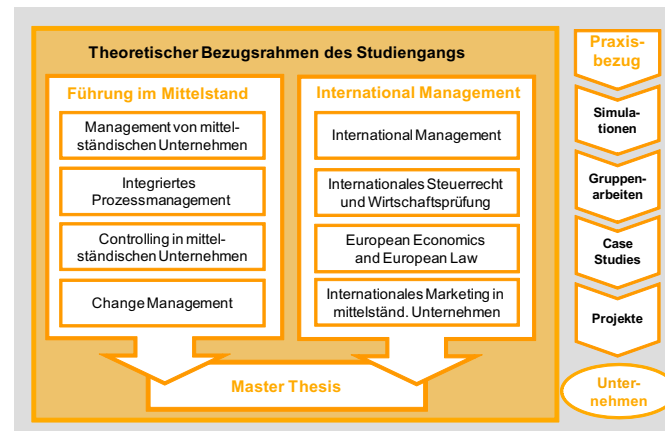 Theoretischer Bezugsrahmen des Studiengangs
Führung im Mittelstand
Management von mittel-
ständischen Unternehmen
Integriertes
Prozessmanagement
Controlling in mittel-
ständischen Unternehmen
Change Management
International Management
International Management
Internationales Steuerrecht
und Wirtschaftsprüfung
European Economics
and European Law
Internationales Marketing in
mittelständ. Unternehmen
Master Thesis
Praxis-
bezug
Simula-
tionen
Gruppen-
arbeiten
Case
Studies
Projekte
Unter-
nehmen